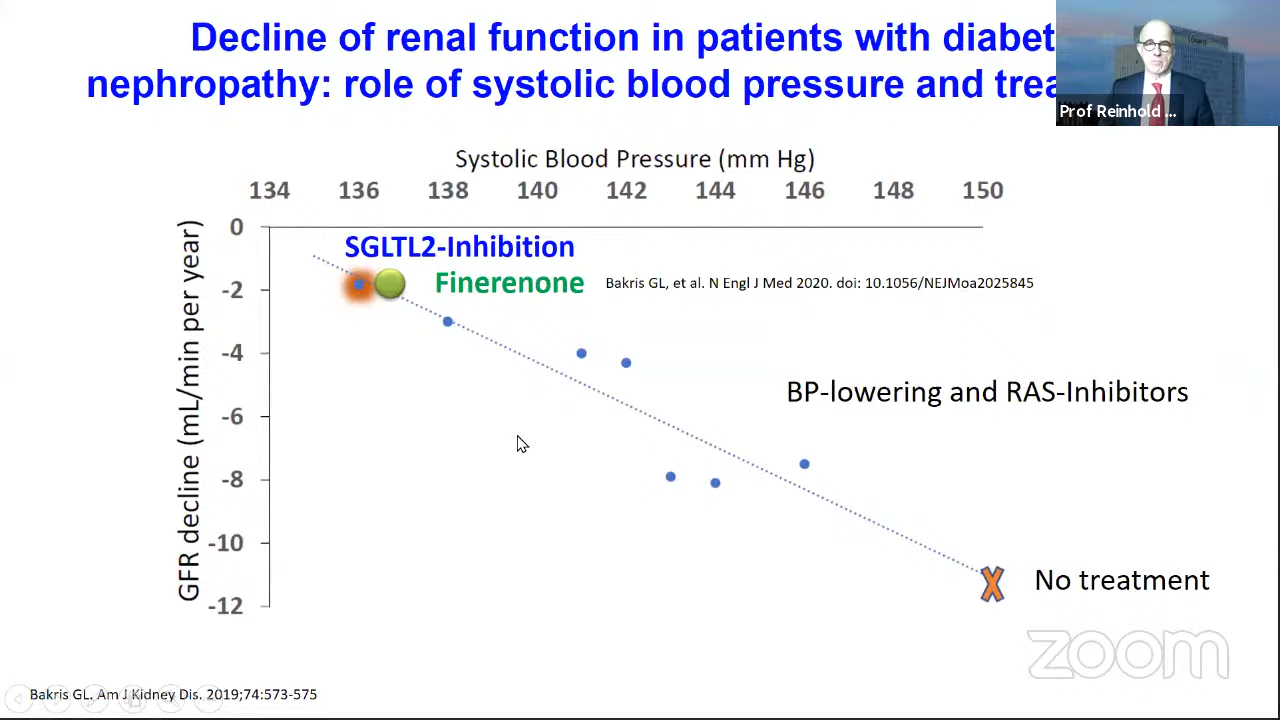 Decline of renal function in patients with diabet
nephropathy: role of systolic blood pressure and trea
Prof Reinhold ...
Systolic Blood Pressure (mm Hg)
134 136 138 140 142 144 146 148 150
GFR decline (mL/min per year)
0
-2
-4
-6
-8
-10
-12
SGLTL2-Inhibition
Finerenone
Bakris GL, et al. N Engl J Med 2020. doi: 10.1056/NEJMoa2025845
BP-lowering and RAS-Inhibitors
No treatment
zoom
Bakris GL. Am J Kidney Dis. 2019;74:573-575